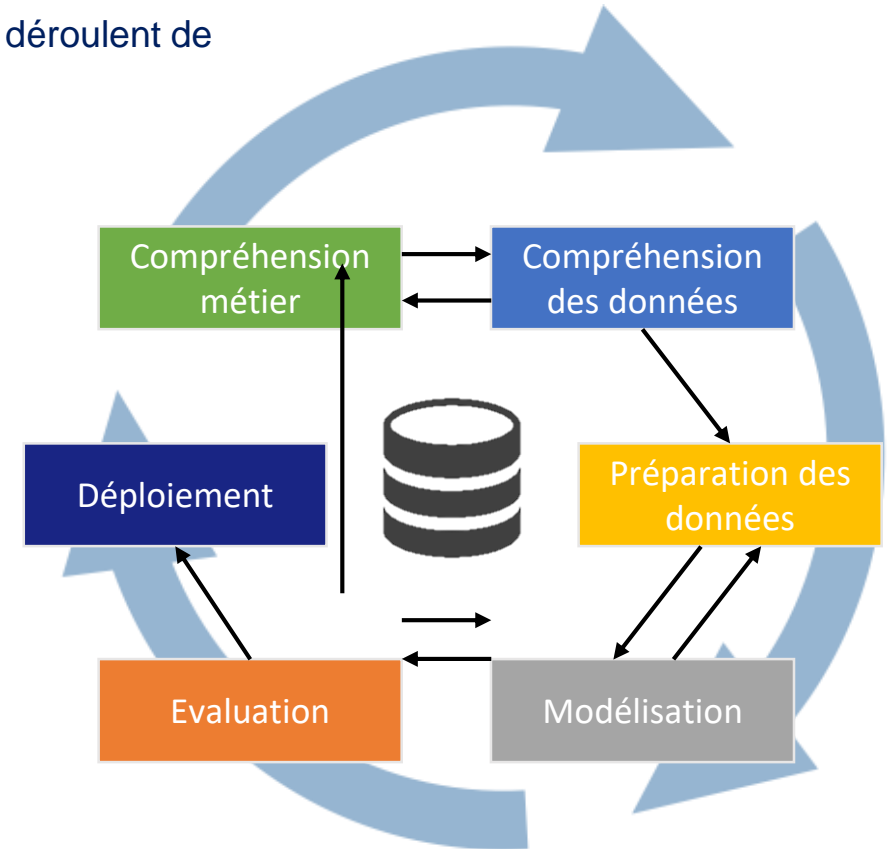 déroulent de
Compréhension
métier
Compréhension
des données
Déploiement
Préparation des
données
Evaluation
Modélisation